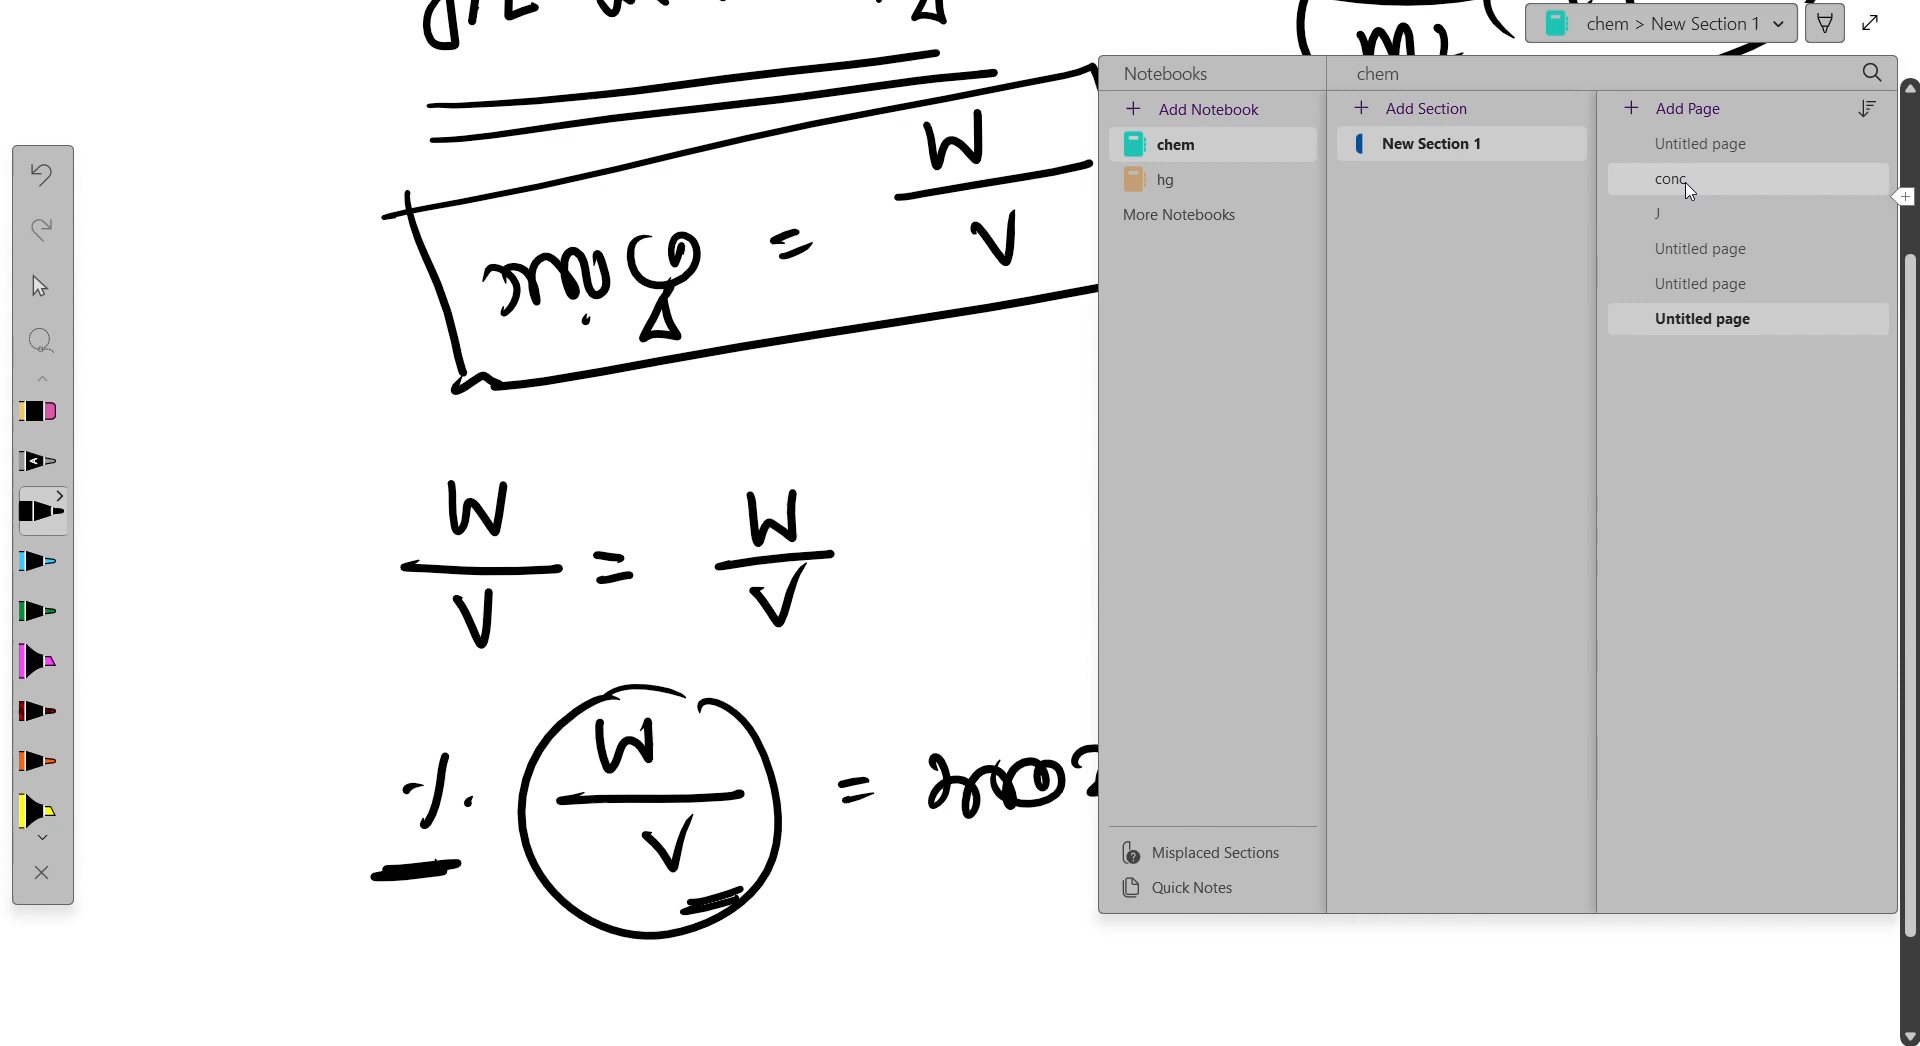 chem > New Section 1
Notebooks
chem
+ Add Notebook
+ Add Section
+ Add Page
chem
New Section 1
Untitled page
hg
conc
More Notebooks
J
Untitled page
Untitled page
Untitled page
Misplaced Sections
Quick Notes
W
=
V
W
=
W
V
V
%
W
=
V